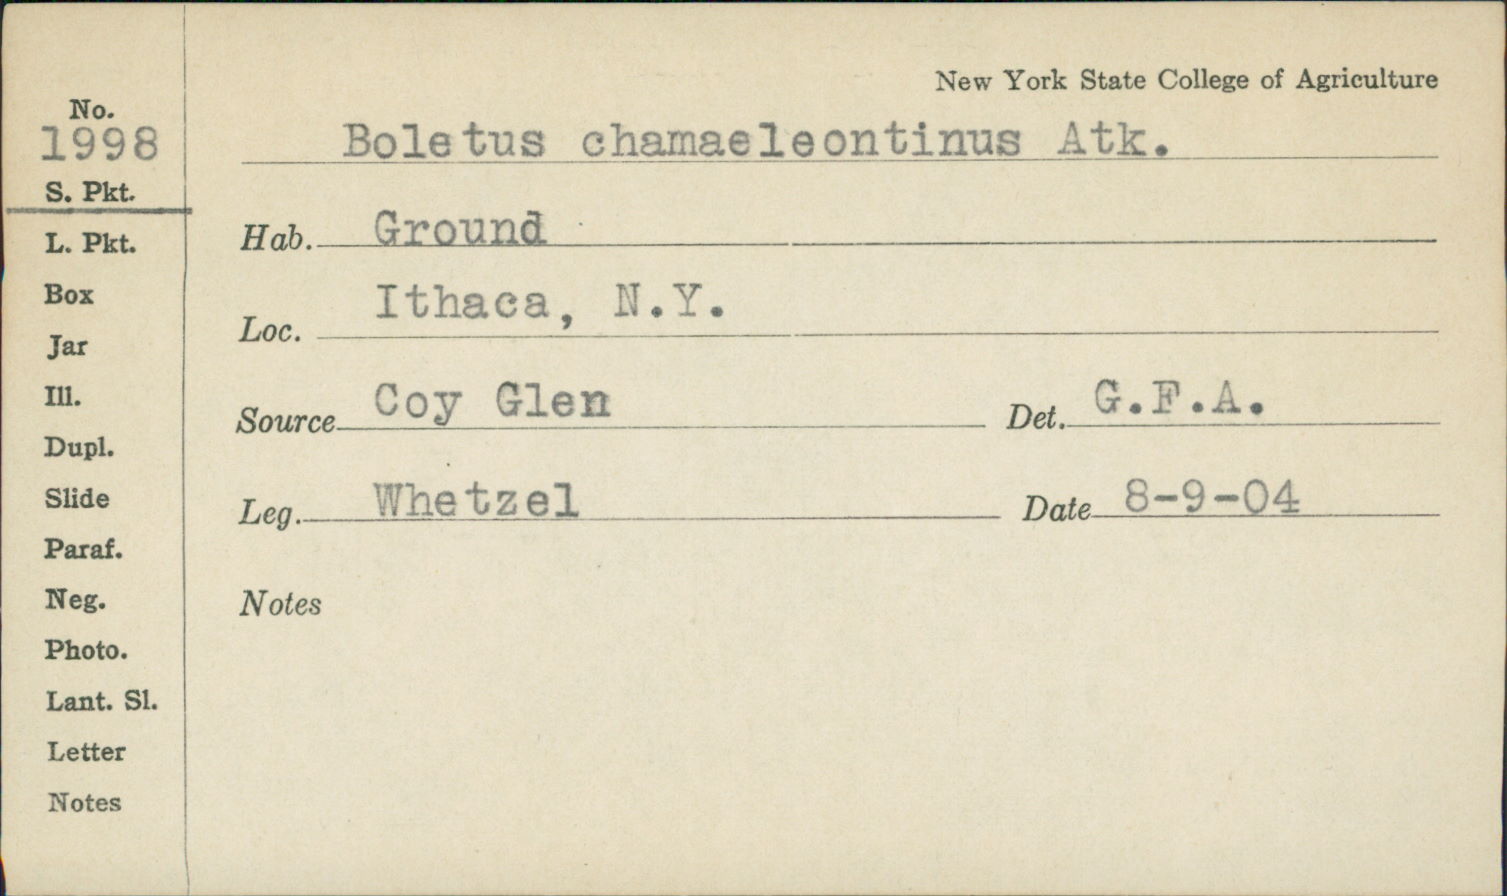 New York State College of Agriculture
No.
1998
Boletus chamaeleontinus Atk.
S. Pkt.
L. Pkt.
Box
Jar
Ill.
Dupl.
Slide
Paraf.
Neg.
Photo.
Lant. Sl.
Letter
Notes
Hab. Ground
Loc. Ithaca, N.Y.
Source Coy Glen Det. G.F.A.
Leg. Whetzel Date 8-9-04
Notes